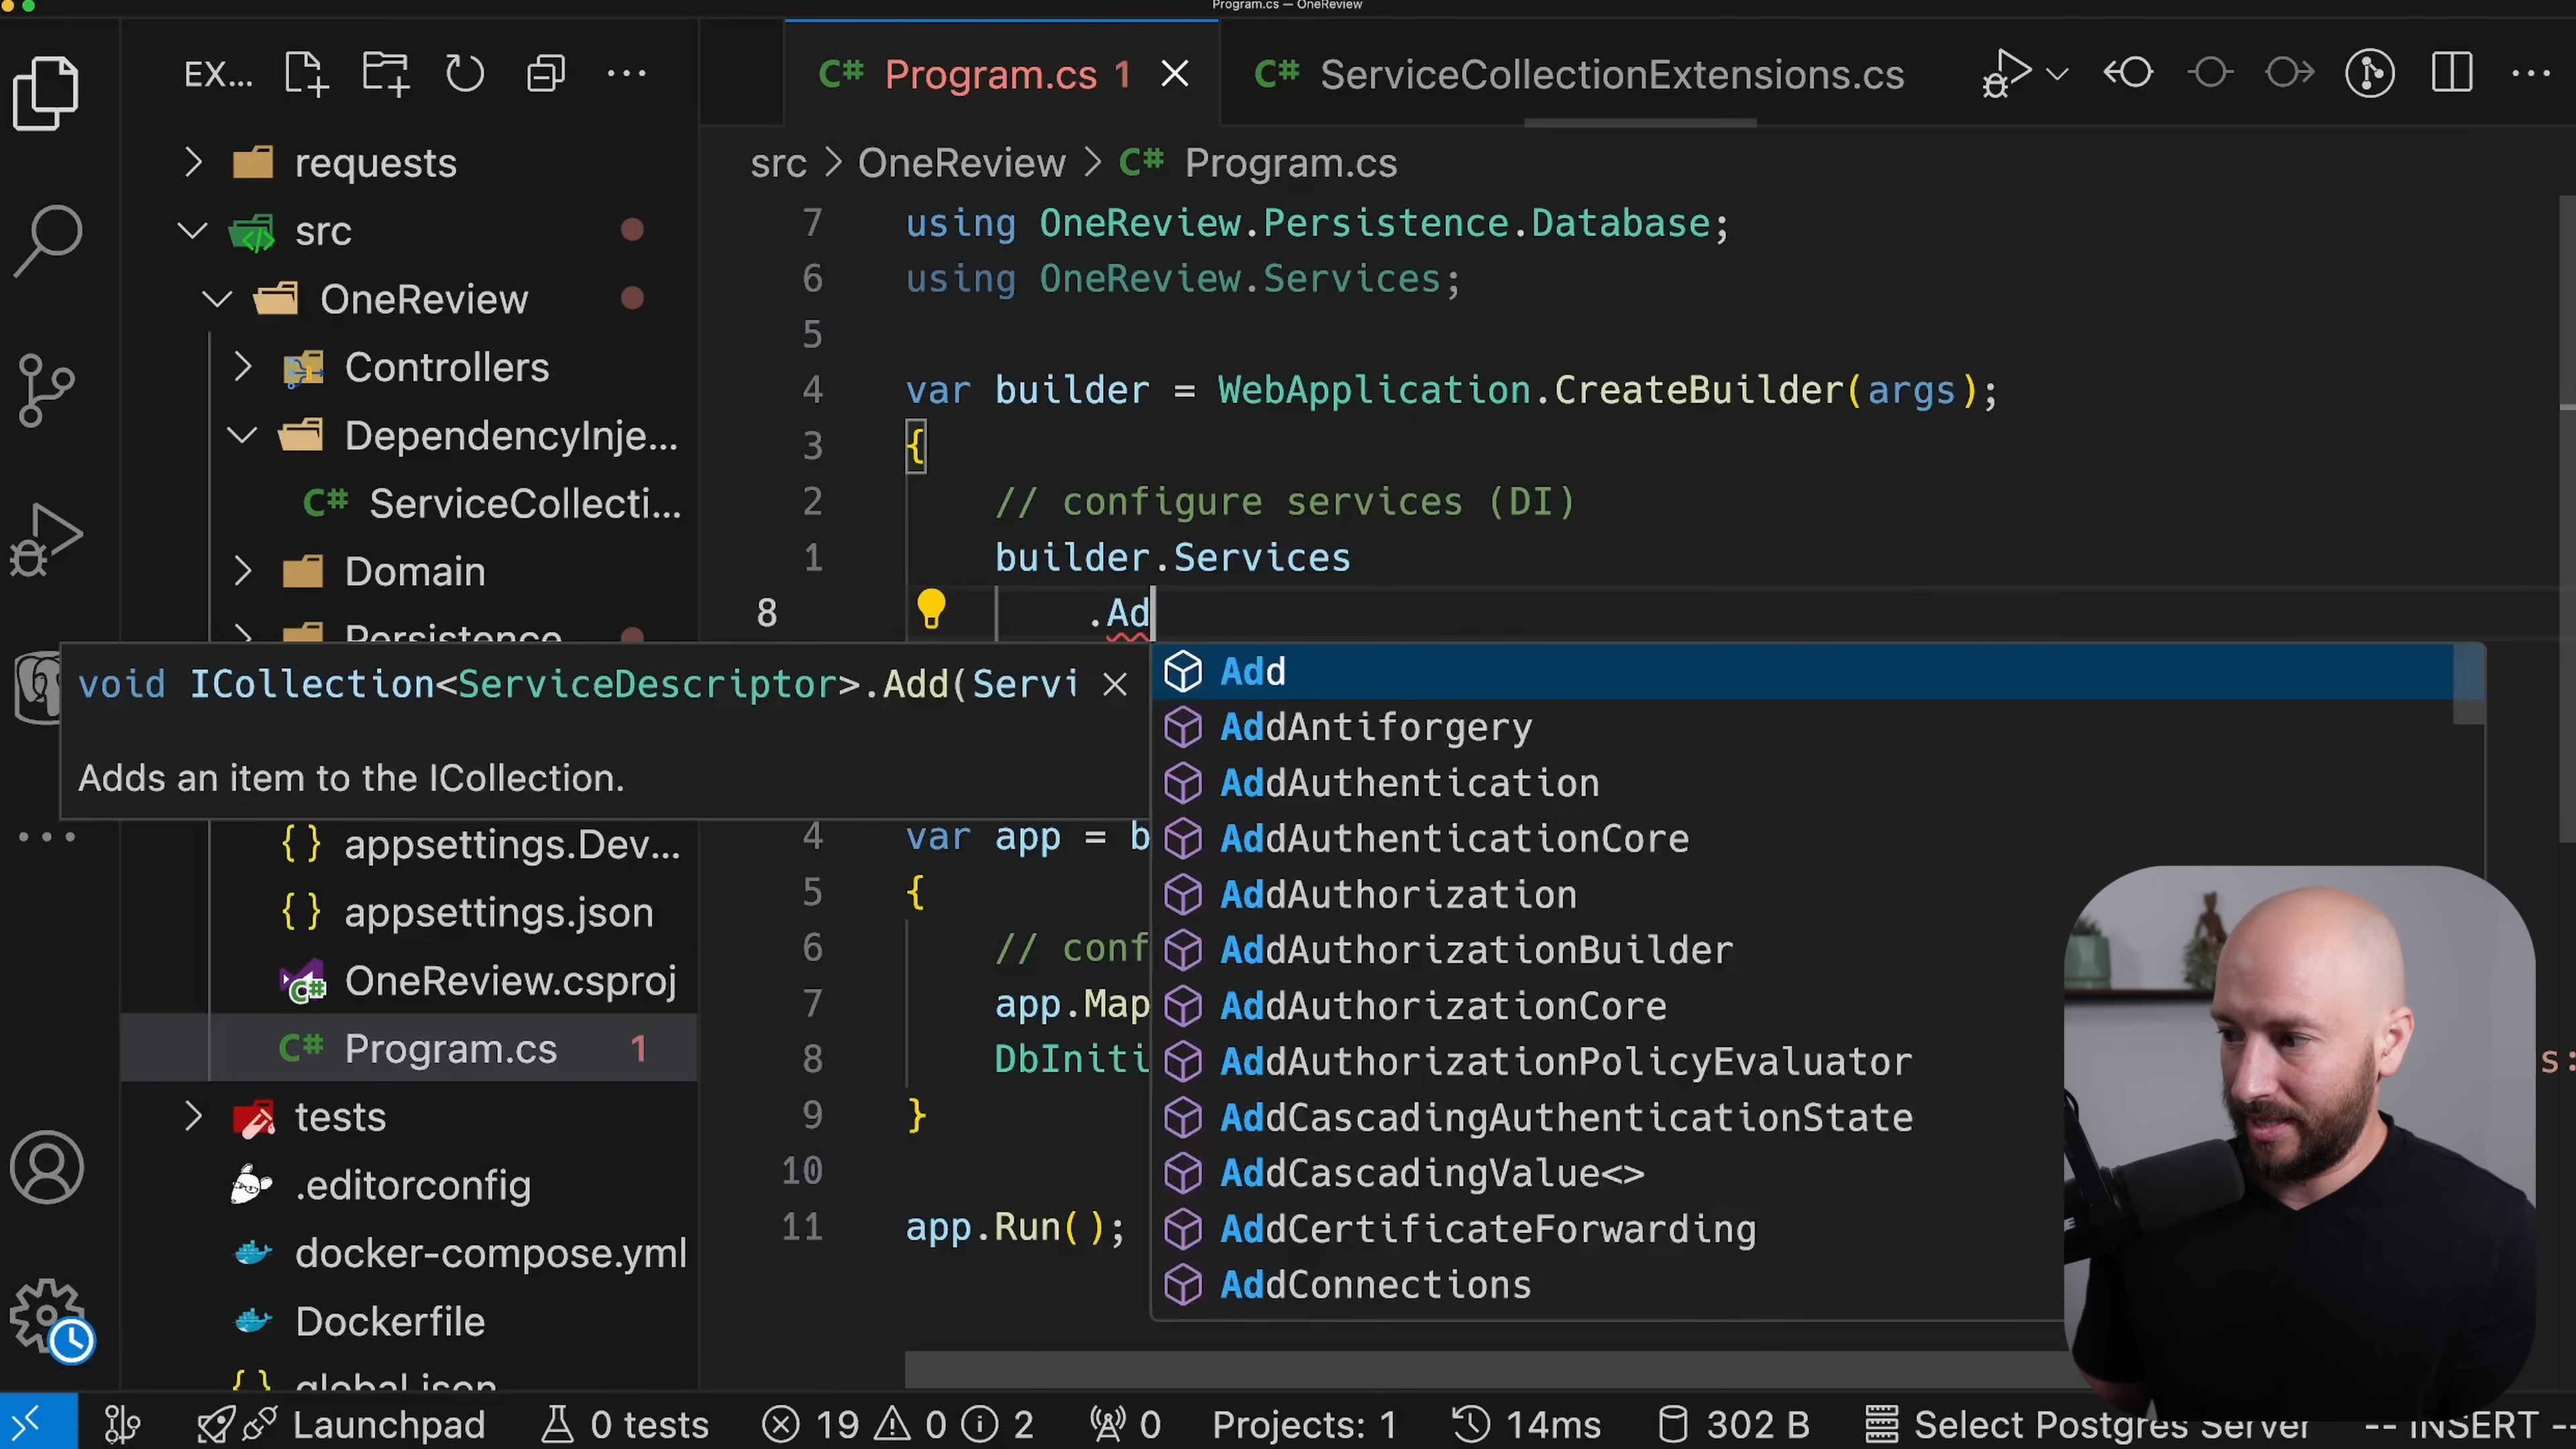 Program.cs — OneReview
EX...
C# Program.cs 1
C# ServiceCollectionExtensions.cs
src > OneReview > C# Program.cs
requests
src
OneReview
Controllers
DependencyInje...
C# ServiceCollecti...
Domain
Persistence
{} appsettings.Dev...
{} appsettings.json
OneReview.csproj
C# Program.cs 1
tests
.editorconfig
docker-compose.yml
Dockerfile
{} global.json
7 using OneReview.Persistence.Database;
6 using OneReview.Services;
5
4 var builder = WebApplication.CreateBuilder(args);
3 {
2 // configure services (DI)
1 builder.Services
8 .Ad
void ICollection<ServiceDescriptor>.Add(Servi
Adds an item to the ICollection.
Add
AddAntiforgery
AddAuthentication
AddAuthenticationCore
AddAuthorization
AddAuthorizationBuilder
AddAuthorizationCore
AddAuthorizationPolicyEvaluator
AddCascadingAuthenticationState
AddCascadingValue<>
AddCertificateForwarding
AddConnections
4 var app = b
5 {
6 // conf
7 app.Map
8 DbIniti
s:
9 }
10
11 app.Run();
Launchpad 0 tests 19 0 2 0 Projects: 1 14ms 302 B Select Postgres Server -- INSERT --